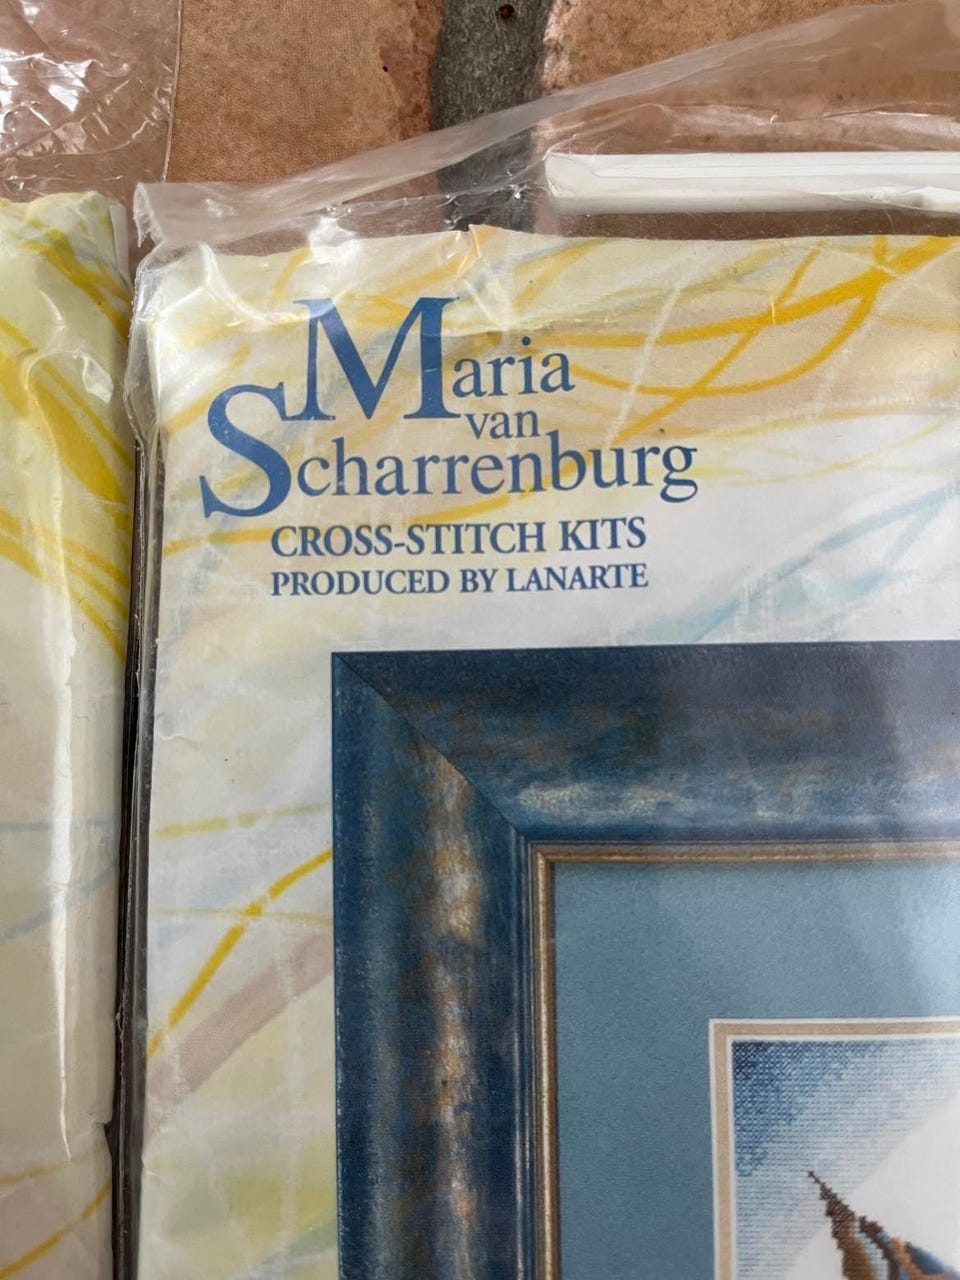 Maria
van
Scharrenburg
CROSS-STITCH KITS
PRODUCED BY LANARTE